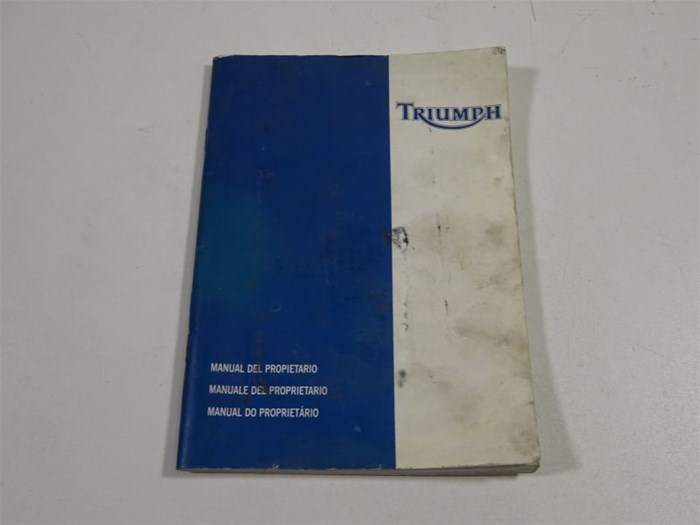 TRIUMPH
MANUAL DEL PROPIETARIO
MANUALE DEL PROPRIETARIO
MANUAL DO PROPRIETÁRIO